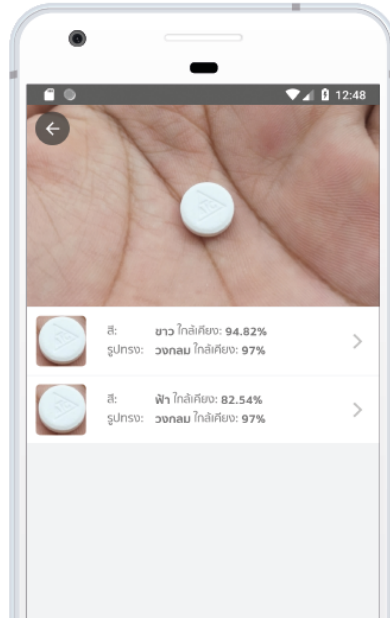 12:48
สี: ขาว ใกล้เคียง: 94.82%
รูปทรง: วงกลม ใกล้เคียง: 97%
สี: ฟ้า ใกล้เคียง: 82.54%
รูปทรง: วงกลม ใกล้เคียง: 97%